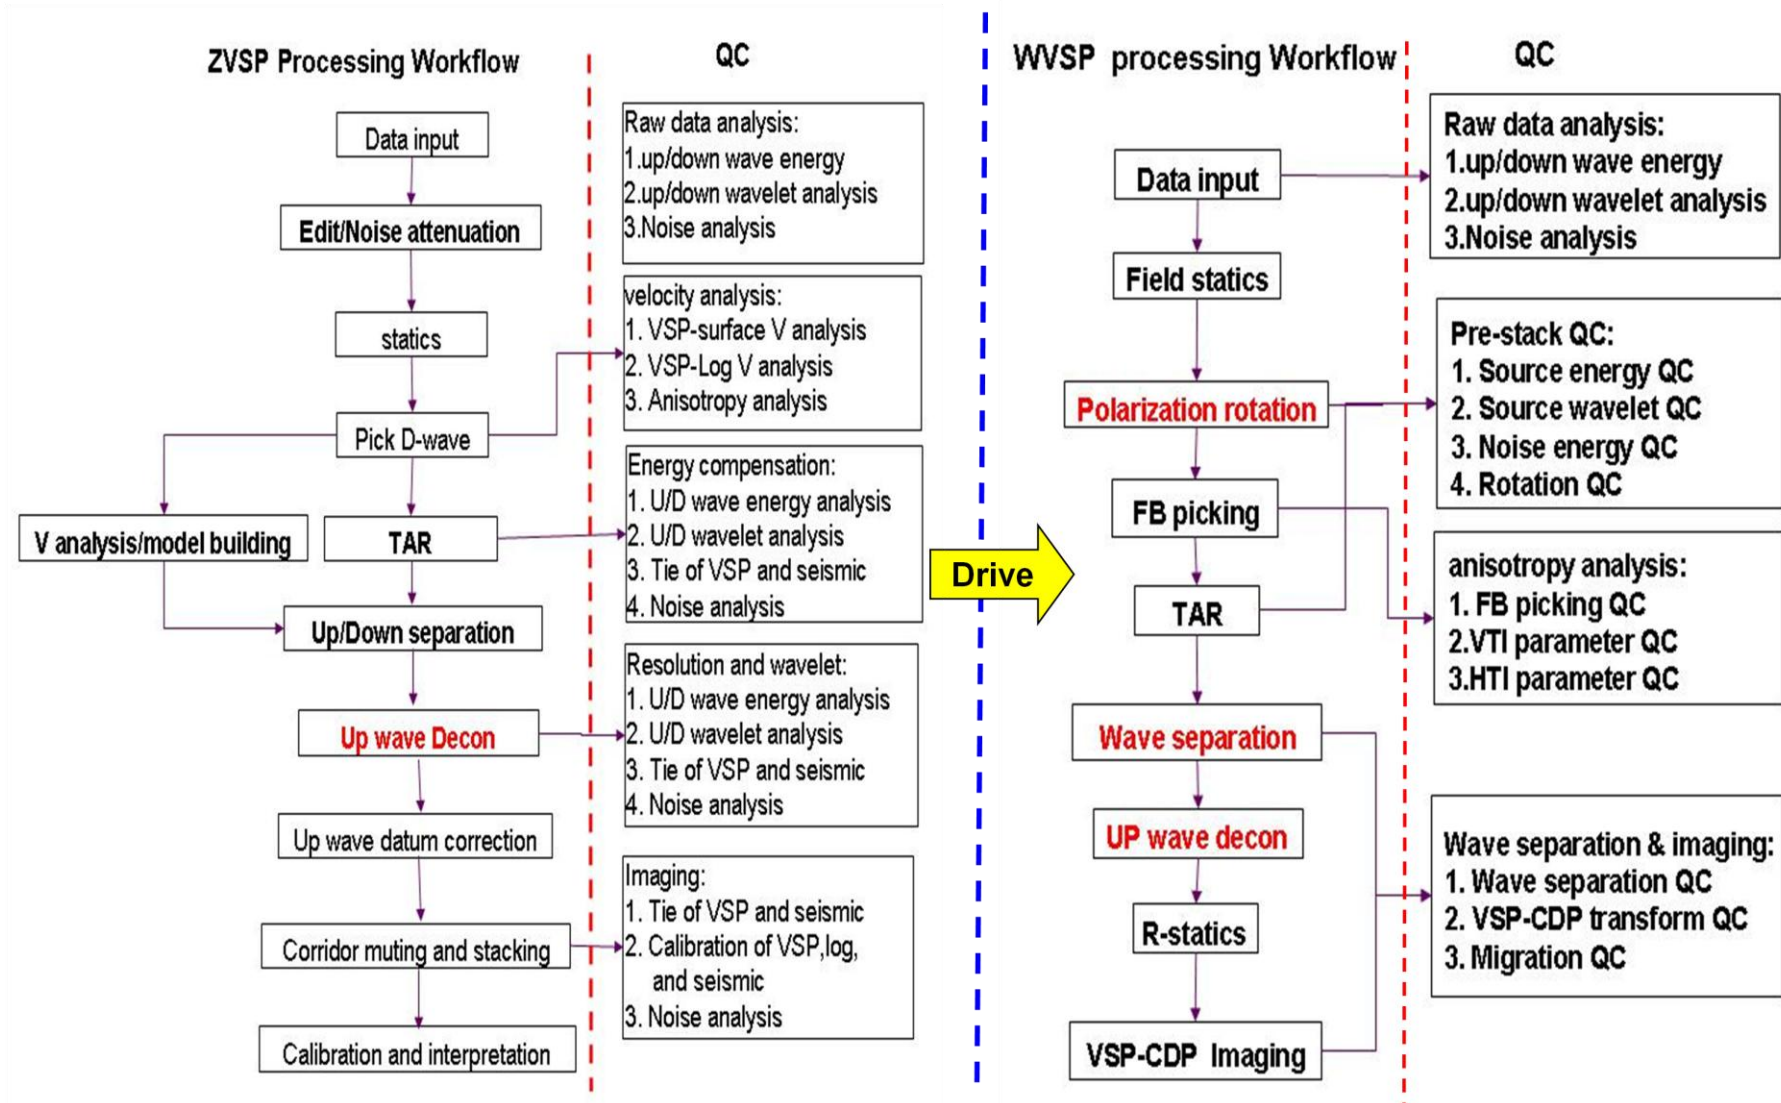 ZVSP Processing Workflow
QC
Data input
Edit/Noise attenuation
statics
Pick D-wave
V analysis/model building
TAR
Up/Down separation
Up wave Decon
Up wave datum correction
Corridor muting and stacking
Calibration and interpretation
Raw data analysis:
1.up/down wave energy
2.up/down wavelet analysis
3.Noise analysis
velocity analysis:
1. VSP-surface V analysis
2. VSP-Log V analysis
3. Anisotropy analysis
Energy compensation:
1. U/D wave energy analysis
2. U/D wavelet analysis
3. Tie of VSP and seismic
4. Noise analysis
Resolution and wavelet:
1. U/D wave energy analysis
2. U/D wavelet analysis
3. Tie of VSP and seismic
4. Noise analysis
Imaging:
1. Tie of VSP and seismic
2. Calibration of VSP,log,
and seismic
3. Noise analysis
Drive
WVSP processing Workflow
QC
Data input
Field statics
Polarization rotation
FB picking
TAR
Wave separation
UP wave decon
R-statics
VSP-CDP Imaging
Raw data analysis:
1.up/down wave energy
2.up/down wavelet analysis
3.Noise analysis
Pre-stack QC:
1. Source energy QC
2. Source wavelet QC
3. Noise energy QC
4. Rotation QC
anisotropy analysis:
1. FB picking QC
2.VTI parameter QC
3.HTI parameter QC
Wave separation & imaging:
1. Wave separation QC
2. VSP-CDP transform QC
3. Migration QC